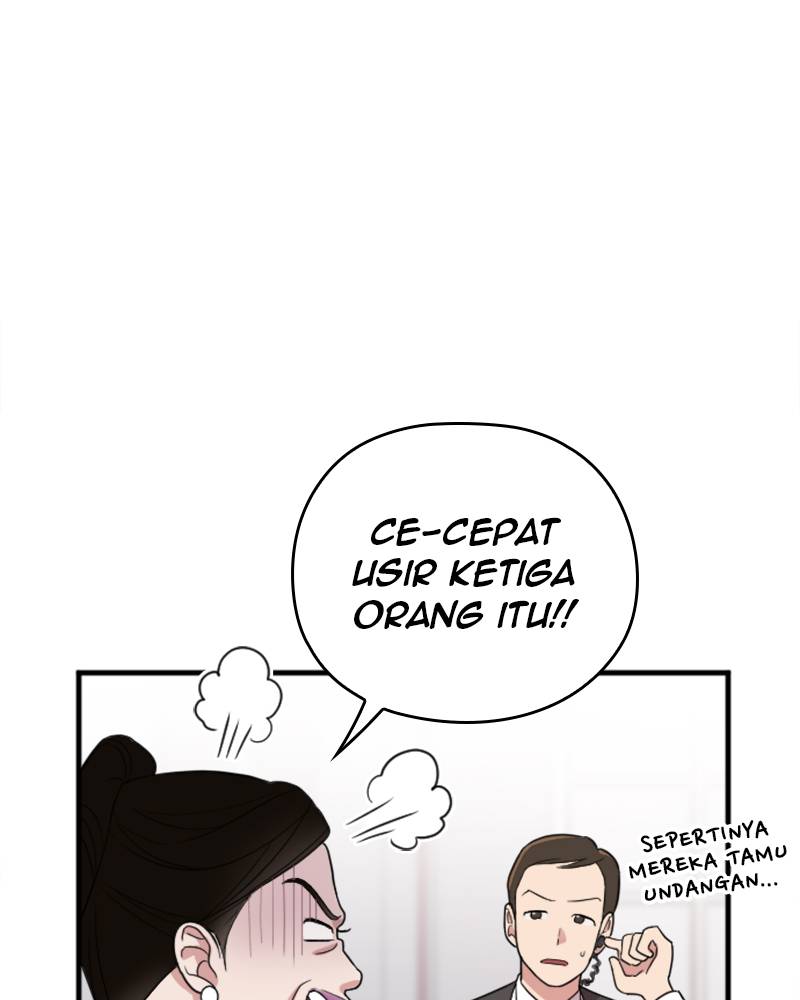 CE-CEPAT
USIR KETIGA
ORANG ITU!!
SEPERTINYA
MEREKA TAMU
UNDANGAN...